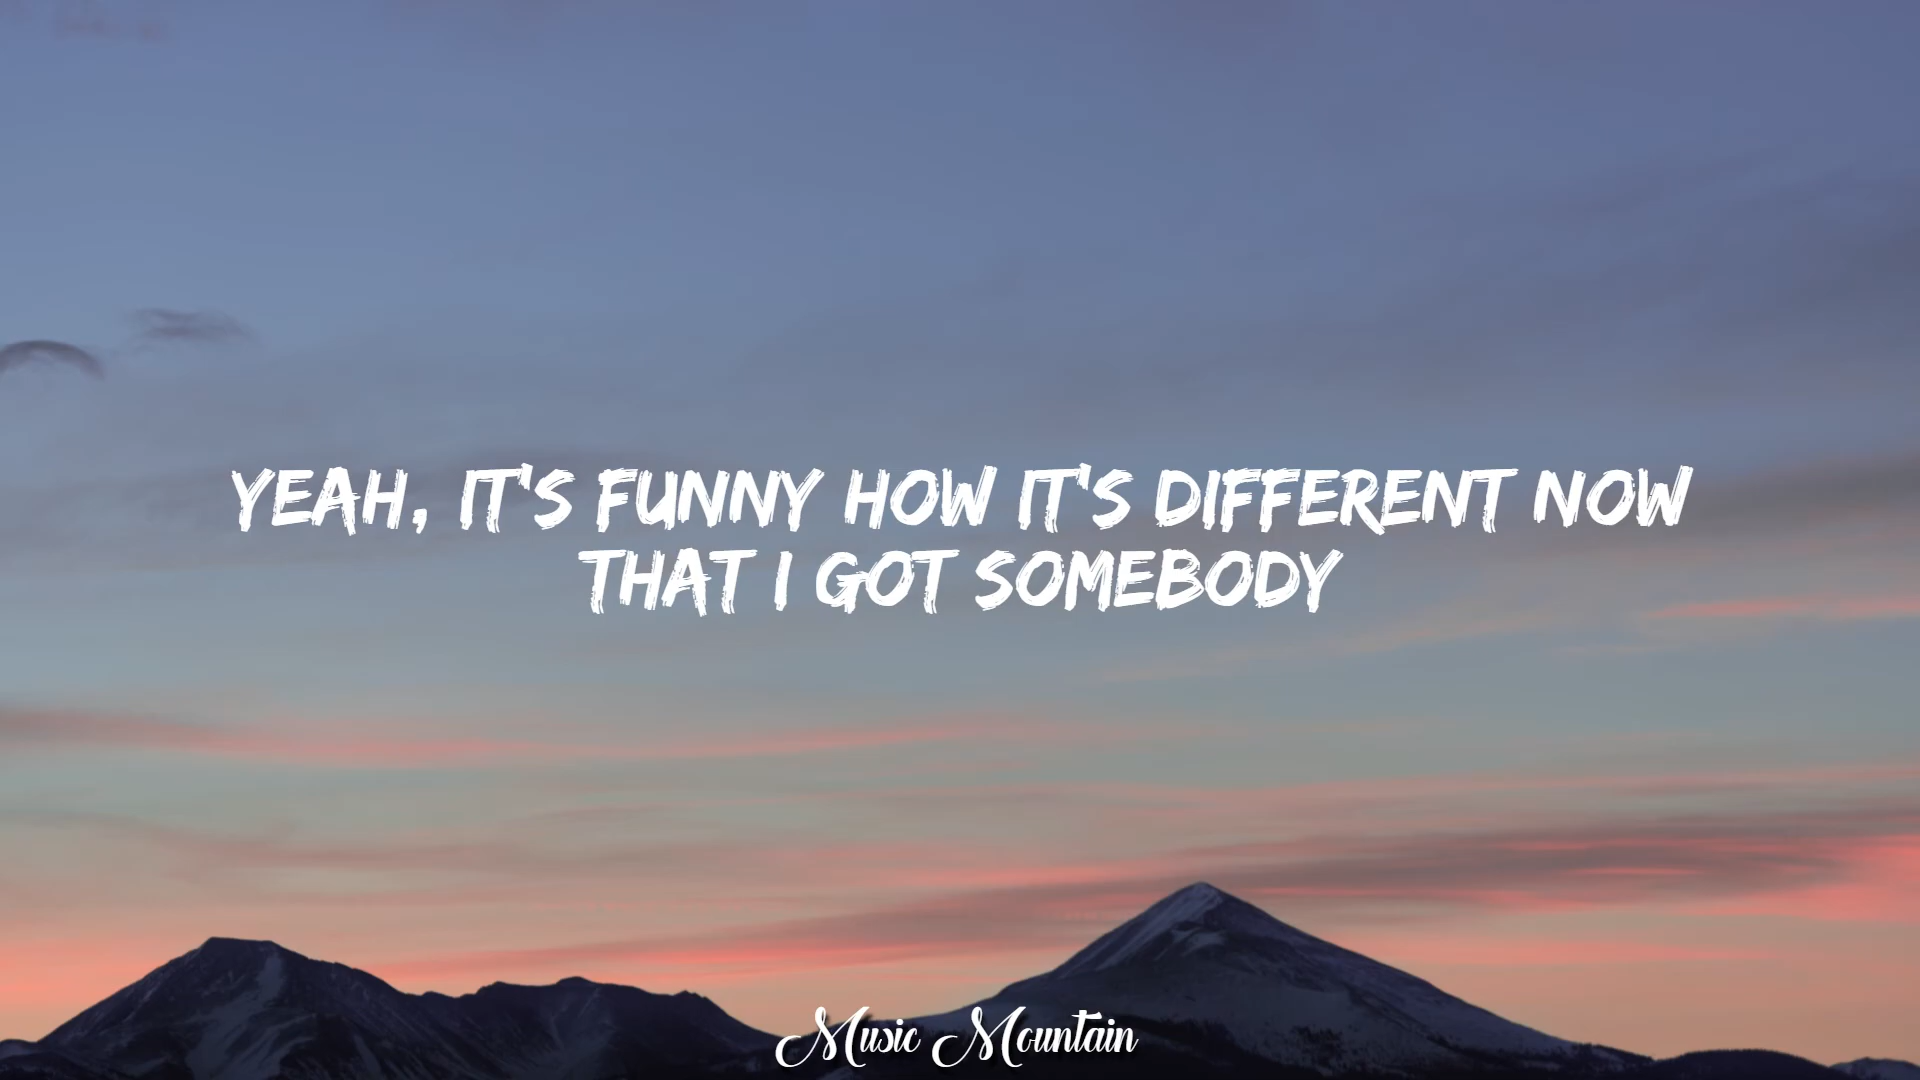 YEAH, IT'S FUNNY HOW IT'S DIFFERENT NOW
THAT I GOT SOMEBODY
Music Mountain